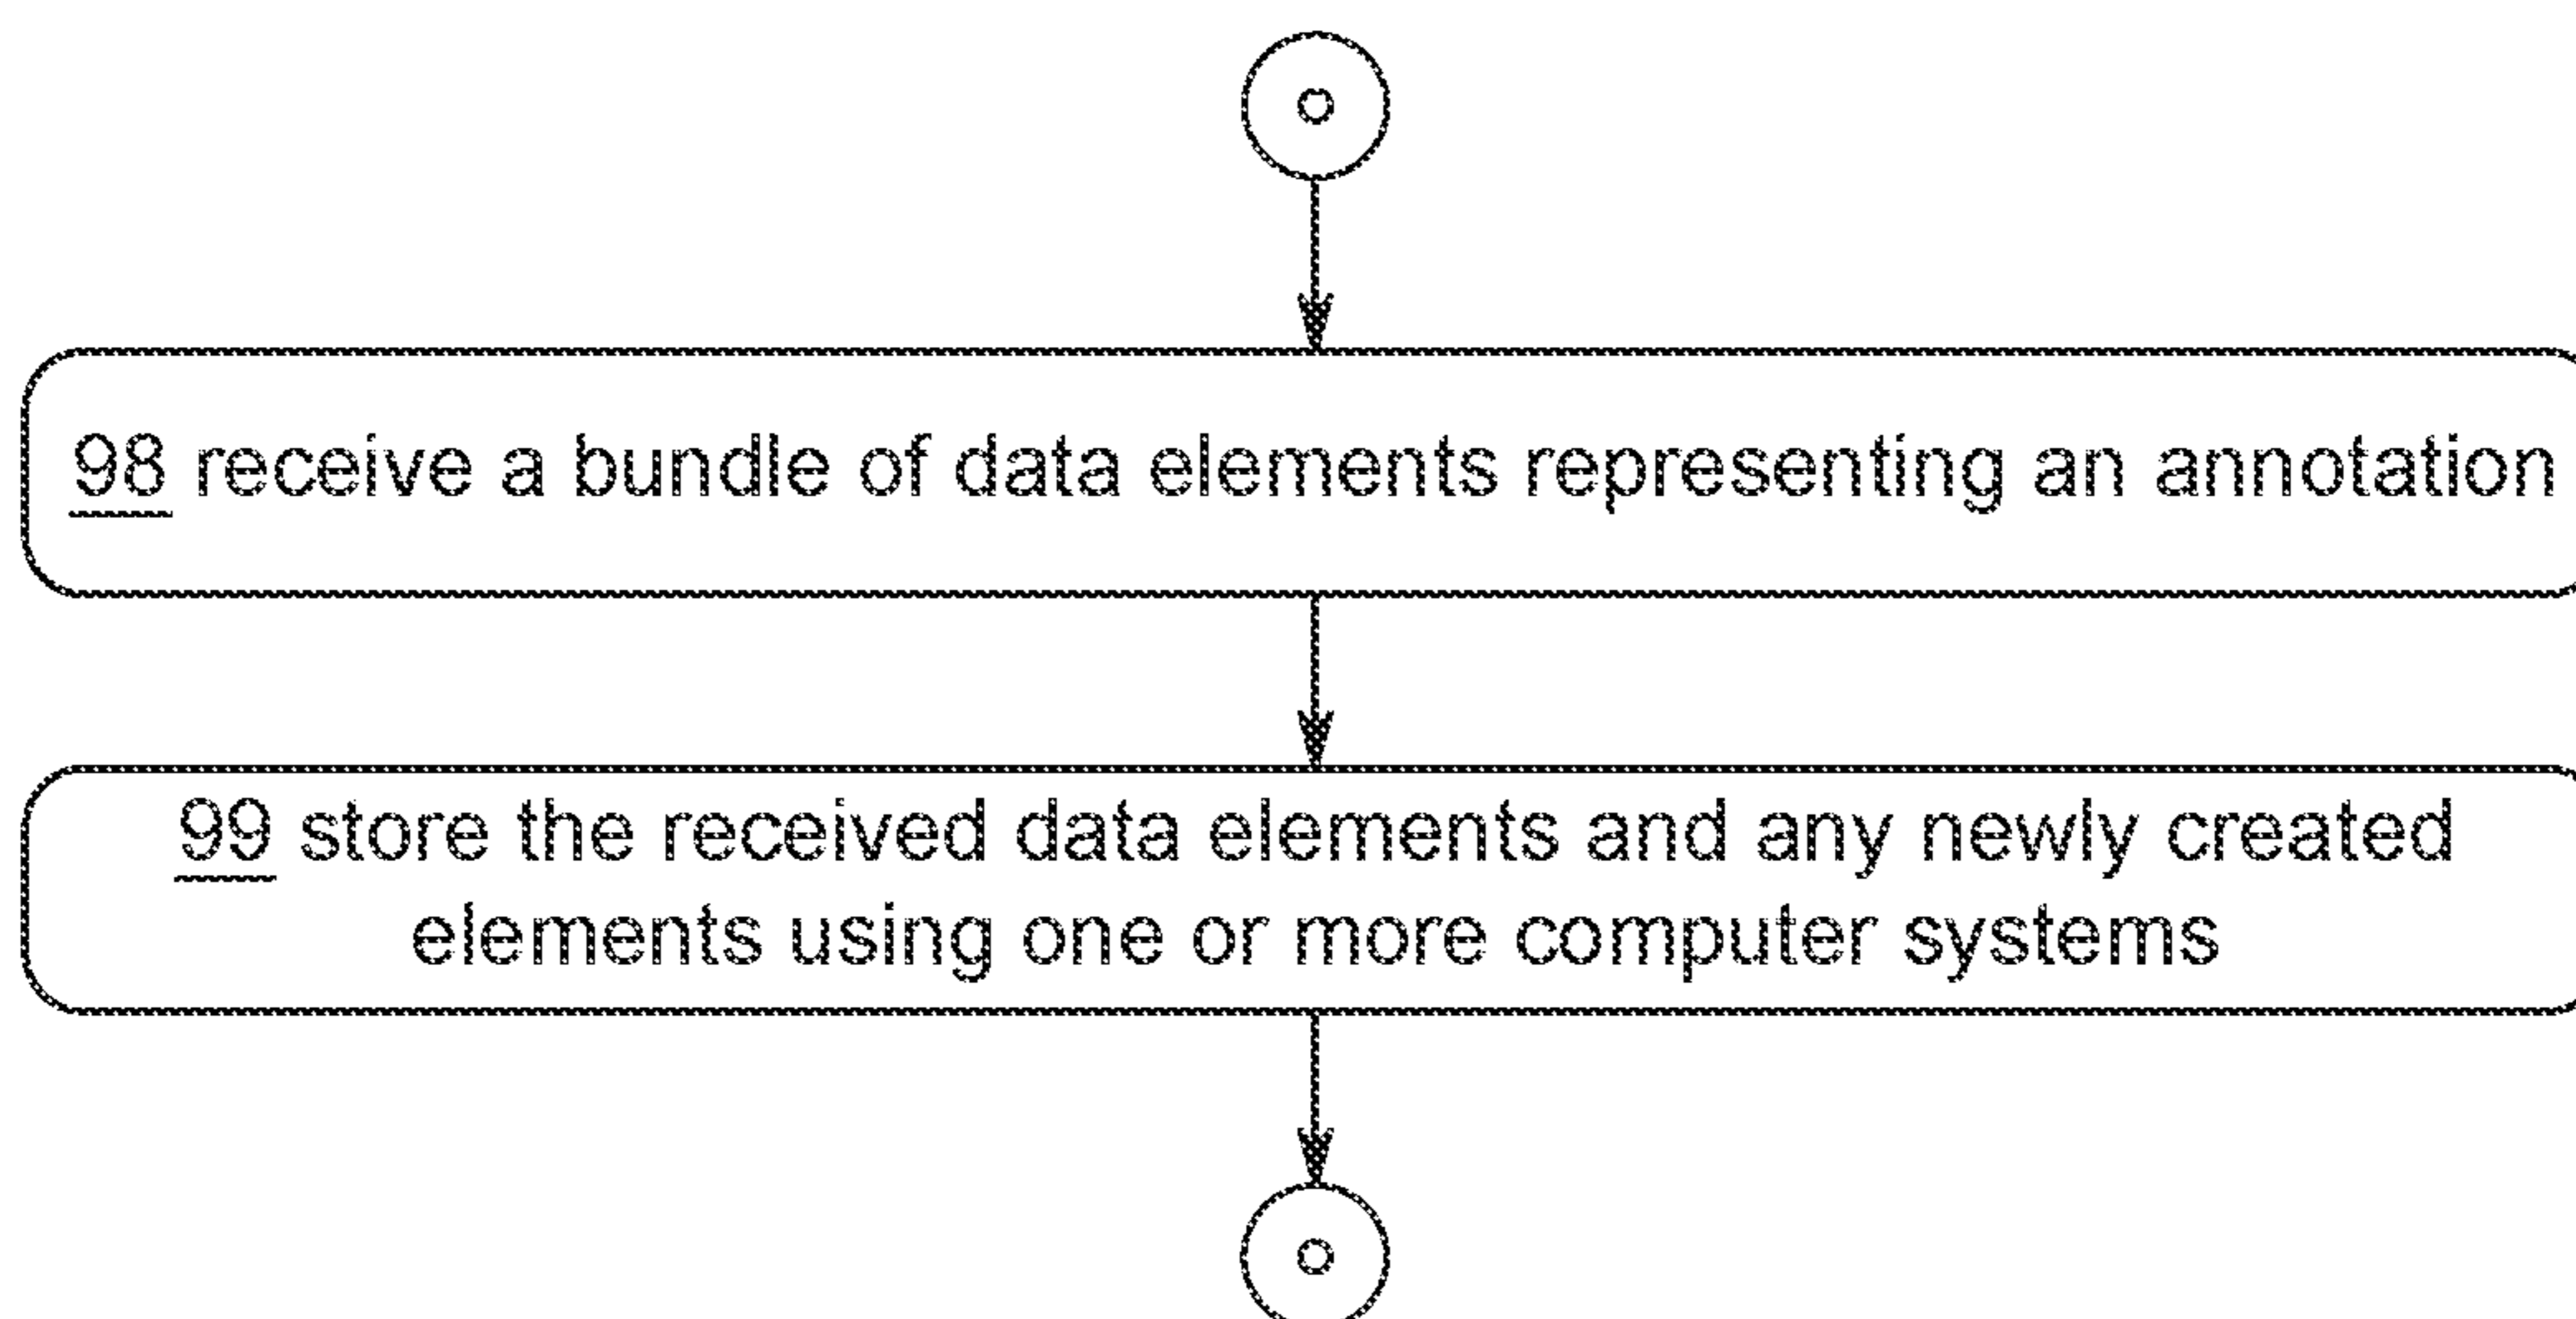 98 receive a bundle of data elements representing an annotation
99 store the received data elements and any newly created
elements using one or more computer systems